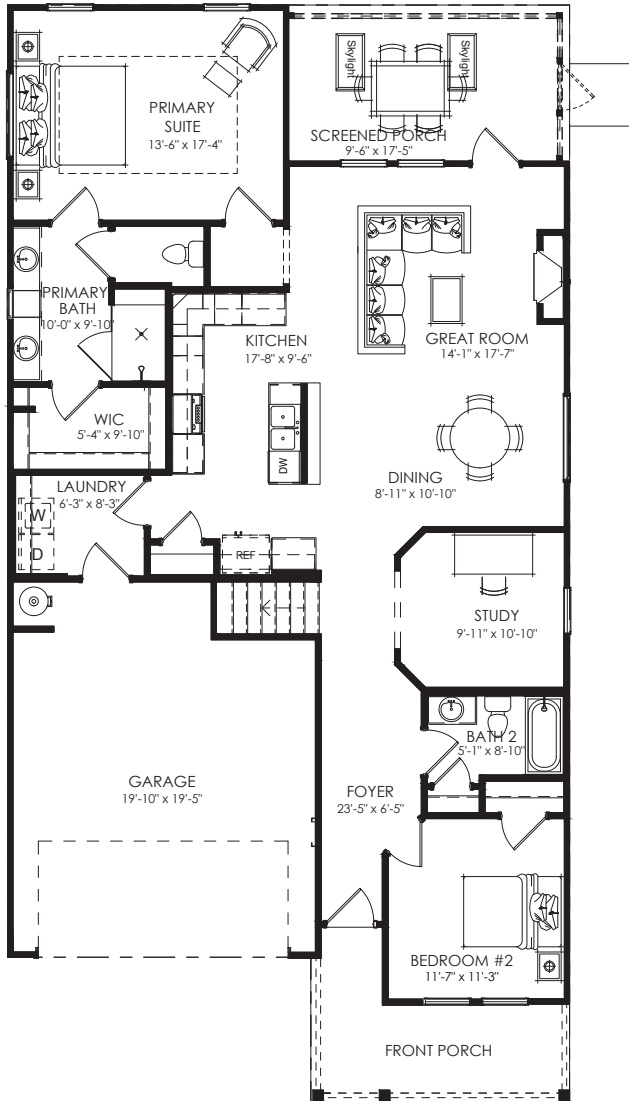 Skylight
Skylight
PRIMARY
SUITE
13'-6" x 17'-4"
SCREENED PORCH
9'-6" x 17'-5"
PRIMARY
BATH
10'-0" x 9'-10"
KITCHEN
17'-8" x 9'-6"
GREAT ROOM
14'-1" x 17'-7"
WIC
5'-4" x 9'-10"
DW
DINING
8'-11" x 10'-10"
LAUNDRY
6'-3" x 8'-3"
W
D
REF
STUDY
9'-11" x 10'-10"
BATH 2
5'-1" x 8'-10"
GARAGE
19'-10" x 19'-5"
FOYER
23'-5" x 6'-5"
BEDROOM #2
11'-7" x 11'-3"
FRONT PORCH